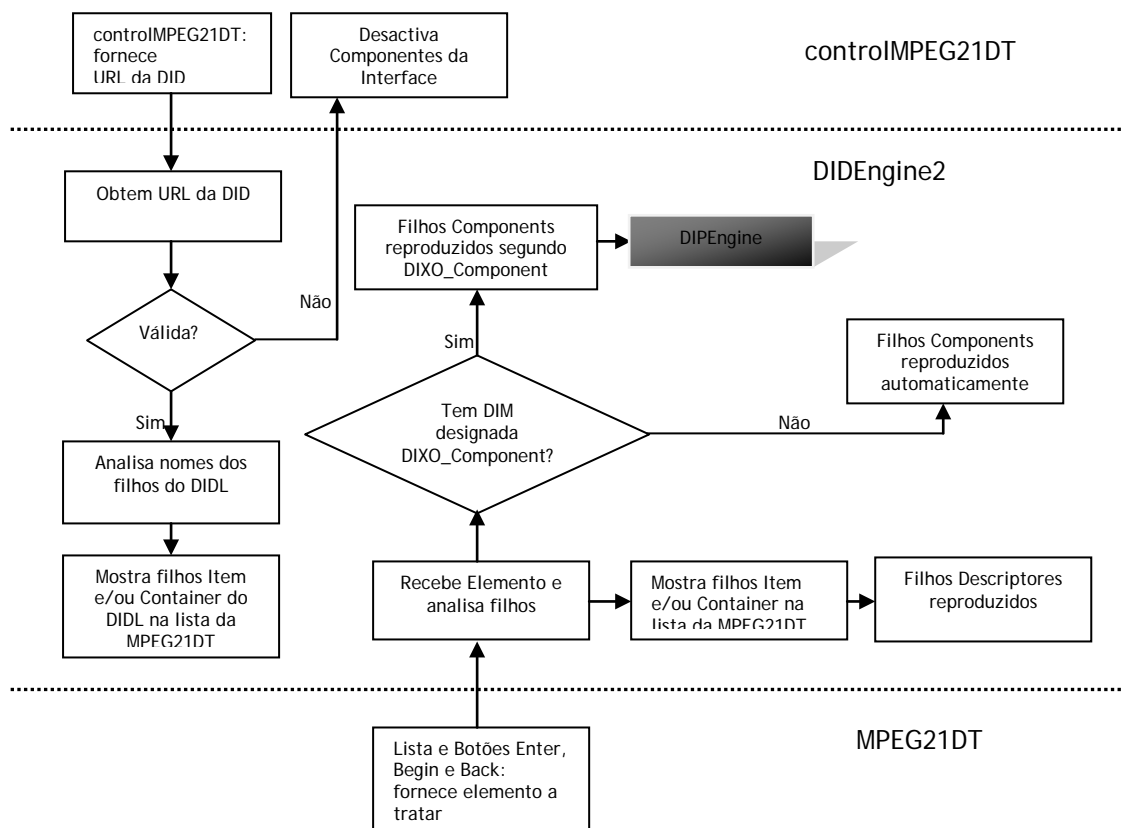 controlMPEG21DT:
fornece
URL da DID
Desactiva
Componentes da
Interface
controlMPEG21DT
Obtem URL da DID
DIDEngine2
Filhos Components
reproduzidos segundo
DIXO_Component
DIPEngine
Válida?
Não
Sim
Filhos Components
reproduzidos
automaticamente
Tem DIM
designada
DIXO_Component?
Não
Sim
Analisa nomes dos
filhos do DIDL
Mostra filhos Item
e/ou Container do
DIDL na lista da
MPEG21DT
Recebe Elemento e
analisa filhos
Mostra filhos Item
e/ou Container na
lista da MPEG21DT
Filhos Descriptores
reproduzidos
MPEG21DT
Lista e Botões Enter,
Begin e Back:
fornece elemento a
tratar